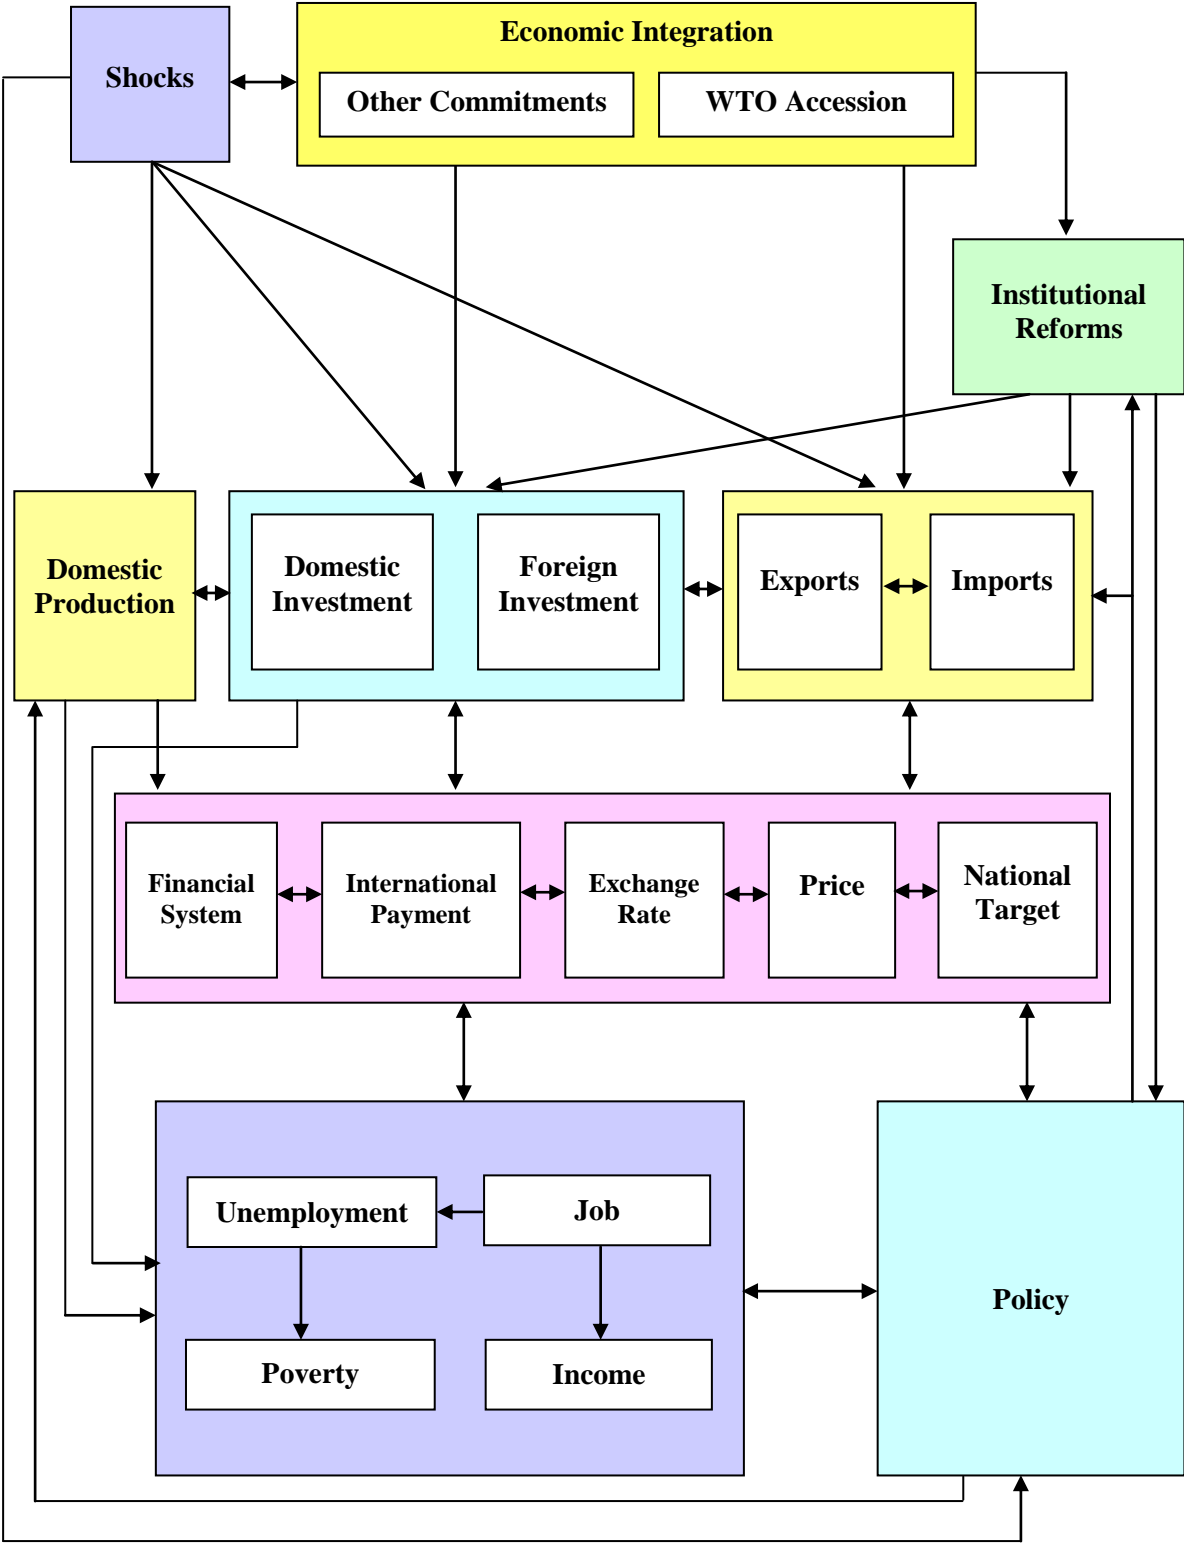 Economic Integration
Shocks
Other Commitments
WTO Accession
Institutional
Reforms
Domestic
Production
Domestic
Investment
Foreign
Investment
Exports
Imports
Financial
System
International
Payment
Exchange
Rate
Price
National
Target
Unemployment
Job
Poverty
Income
Policy